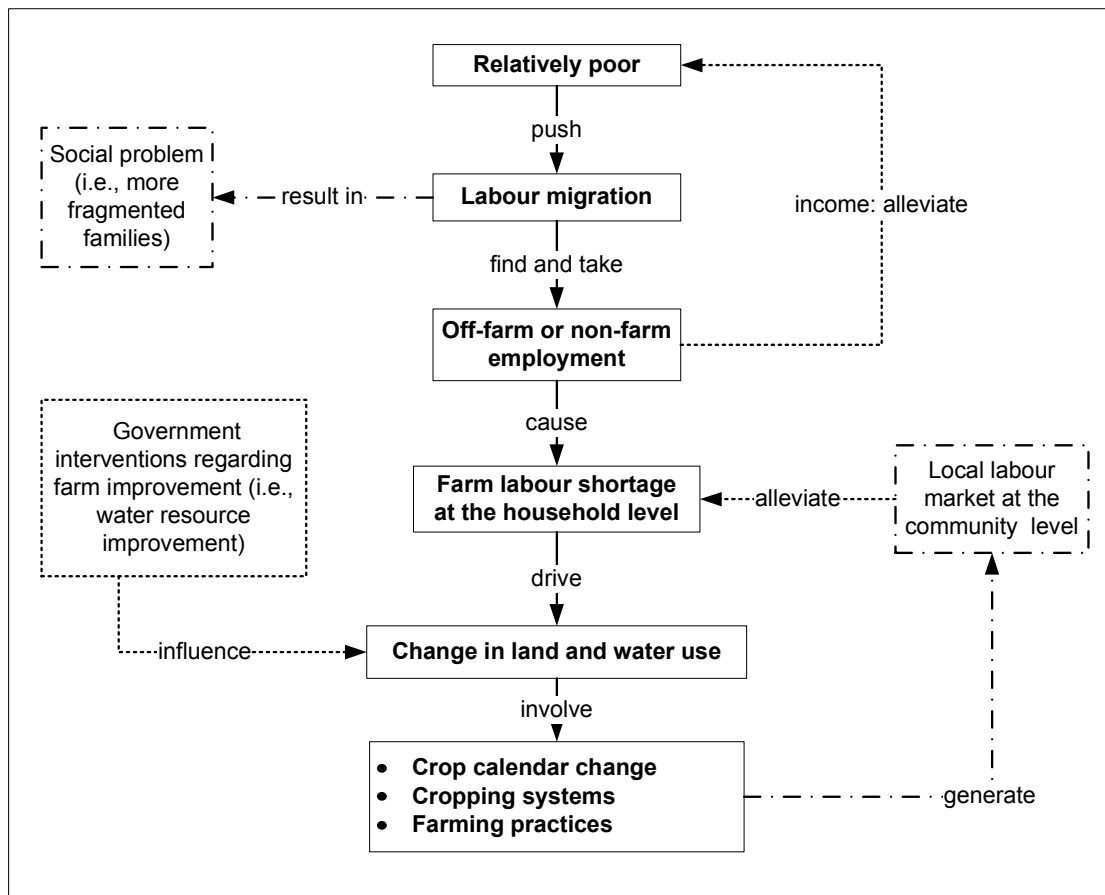 Relatively poor
push
Social problem
(i.e., more
fragmented
families)
result in
Labour migration
income: alleviate
find and take
Off-farm or non-farm
employment
cause
Government
interventions regarding
farm improvement (i.e.,
water resource
improvement)
Farm labour shortage
at the household level
alleviate
Local labour
market at the
community level
drive
influence
Change in land and water use
involve
• Crop calendar change
• Cropping systems
• Farming practices
generate